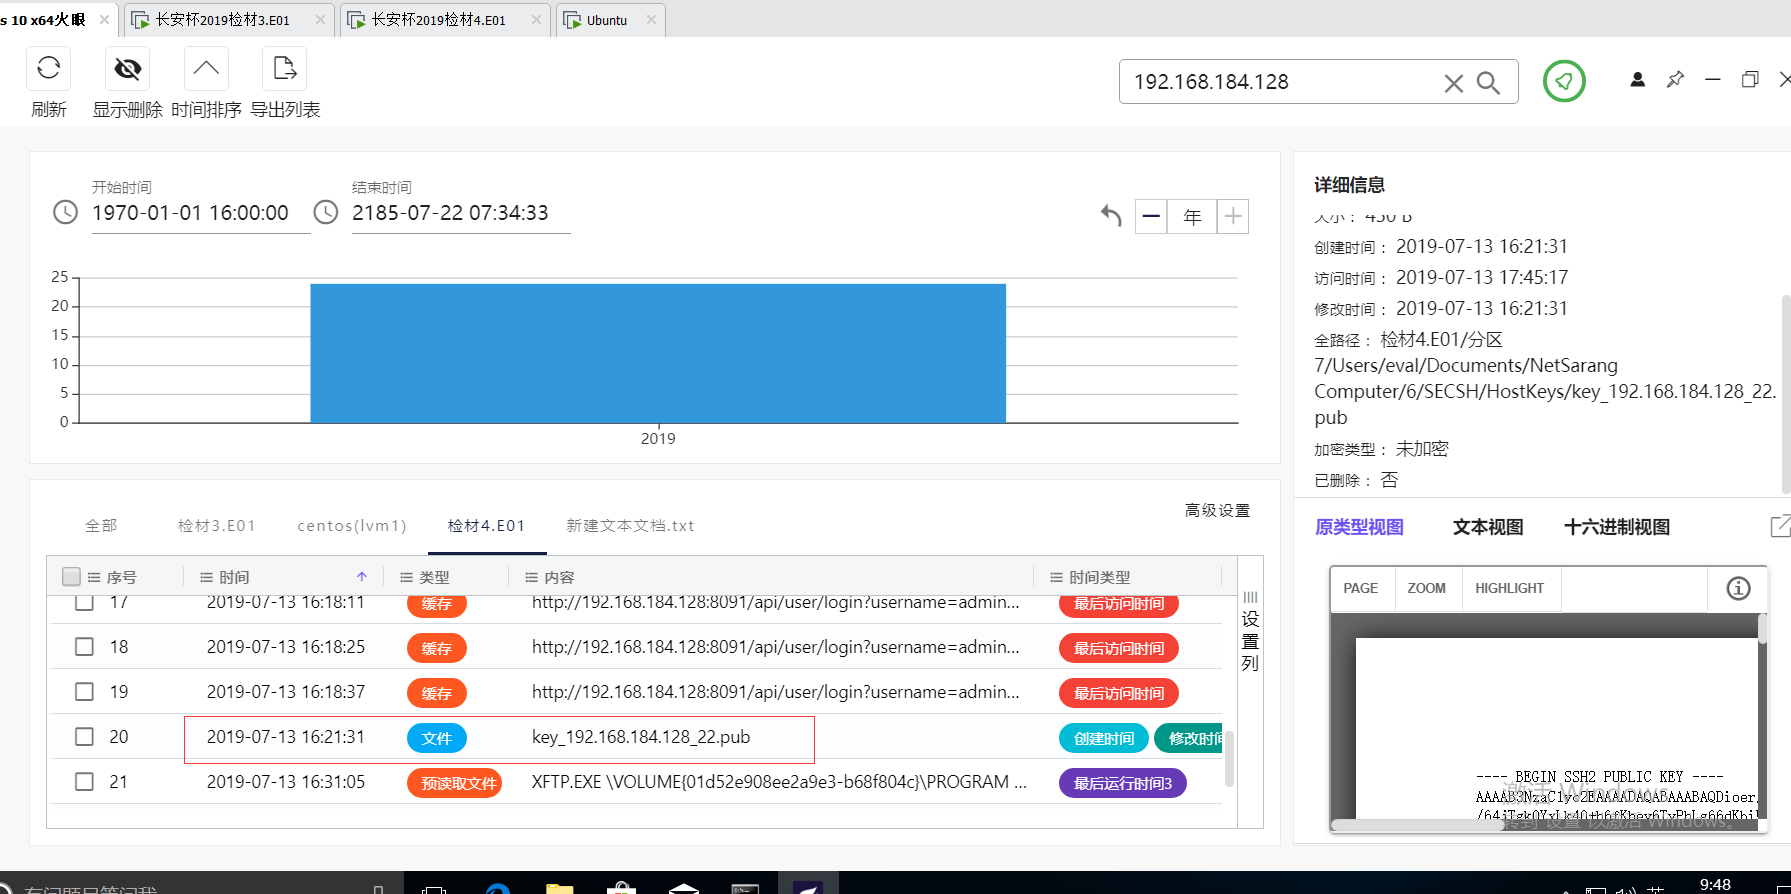 s 10 x64火眼
长安杯2019检材3.E01
长安杯2019检材4.E01
Ubuntu
刷新
显示删除
时间排序
导出列表
192.168.184.128
开始时间
1970-01-01 16:00:00
结束时间
2185-07-22 07:34:33
年
25
20
15
10
5
0
2019
全部
检材3.E01
centos(lvm1)
检材4.E01
新建文本文档.txt
高级设置
序号 时间 类型 内容 时间类型
17 2019-07-13 16:18:11 缓存 http://192.168.184.128:8091/api/user/login?username=admin... 最后访问时间
18 2019-07-13 16:18:25 缓存 http://192.168.184.128:8091/api/user/login?username=admin... 最后访问时间
19 2019-07-13 16:18:37 缓存 http://192.168.184.128:8091/api/user/login?username=admin... 最后访问时间
20 2019-07-13 16:21:31 文件 key_192.168.184.128_22.pub 创建时间 修改时间
21 2019-07-13 16:31:05 预读取文件 XFTP.EXE \VOLUME{01d52e908ee2a9e3-b68f804c}\PROGRAM ... 最后运行时间3
设置列
详细信息
大小： 430 B
创建时间： 2019-07-13 16:21:31
访问时间： 2019-07-13 17:45:17
修改时间： 2019-07-13 16:21:31
全路径： 检材4.E01/分区
7/Users/eval/Documents/NetSarang
Computer/6/SECSH/HostKeys/key_192.168.184.128_22.
pub
加密类型： 未加密
已删除： 否
原类型视图
文本视图
十六进制视图
PAGE
ZOOM
HIGHLIGHT
---- BEGIN SSH2 PUBLIC KEY ----
AAAAB3NzaC1yc2EAAAADAQABAAABAQDioer
激活 Windows
转到"设置"以激活 Windows。
有问题尽管问我
英
9:48